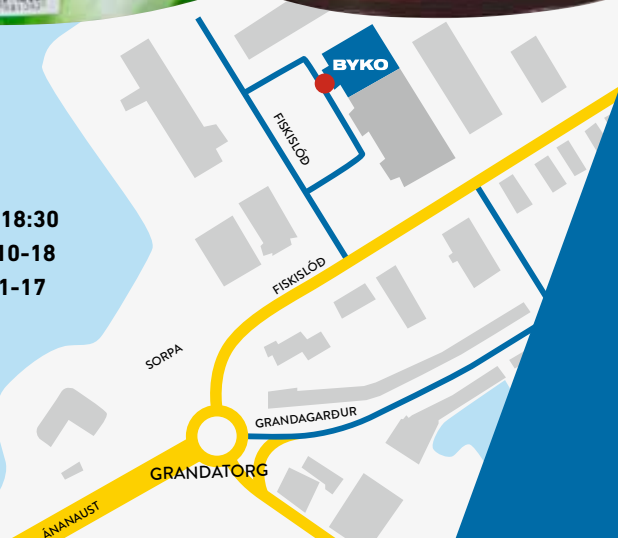 BYKO
FISKISLÓÐ
18:30
10-18
1-17
FISKISLÓÐ
SORPA
GRANDAGARÐUR
GRANDATORG
ÁNANAUST